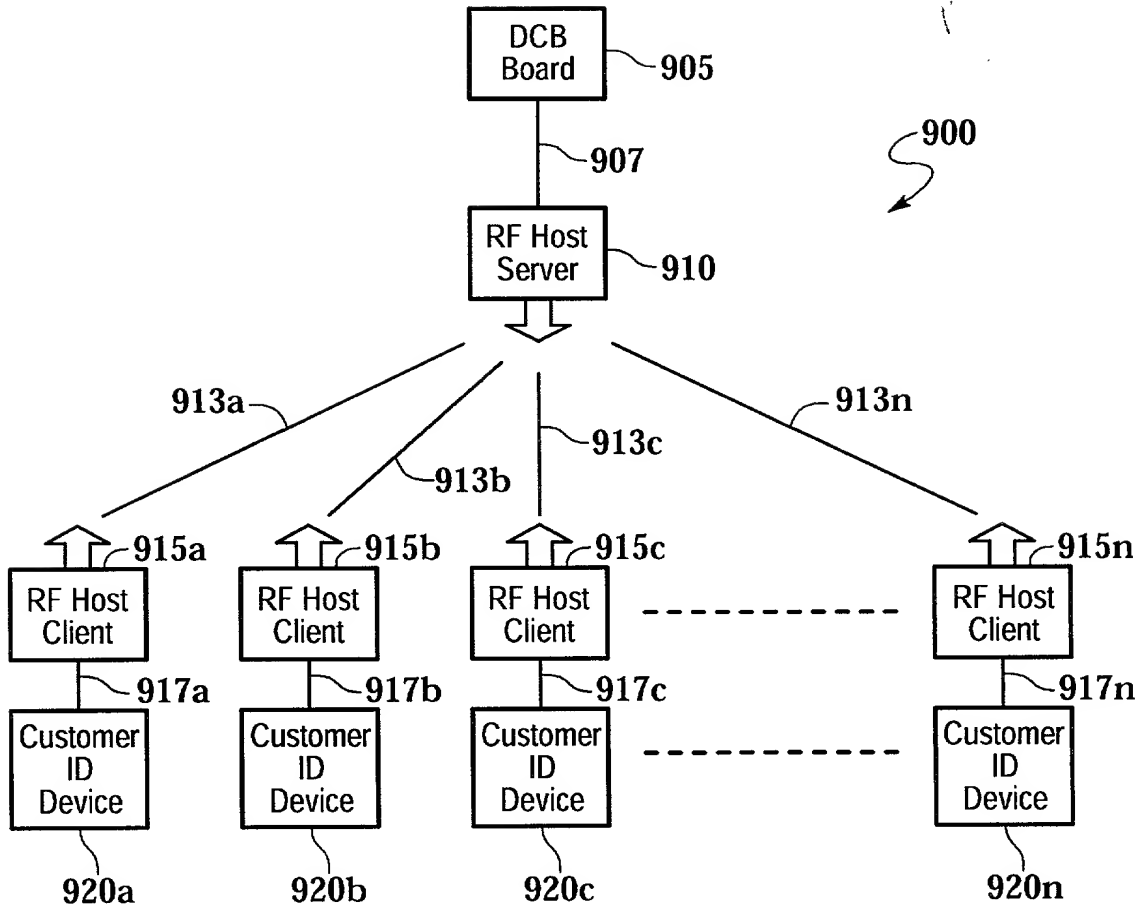 DCB
Board
905
900
907
RF Host
Server
910
913a
913n
913c
913b
915a
915b
915c
915n
RF Host
Client
RF Host
Client
RF Host
Client
RF Host
Client
917a
917b
917c
917n
Customer
ID
Device
Customer
ID
Device
Customer
ID
Device
Customer
ID
Device
920a
920b
920c
920n